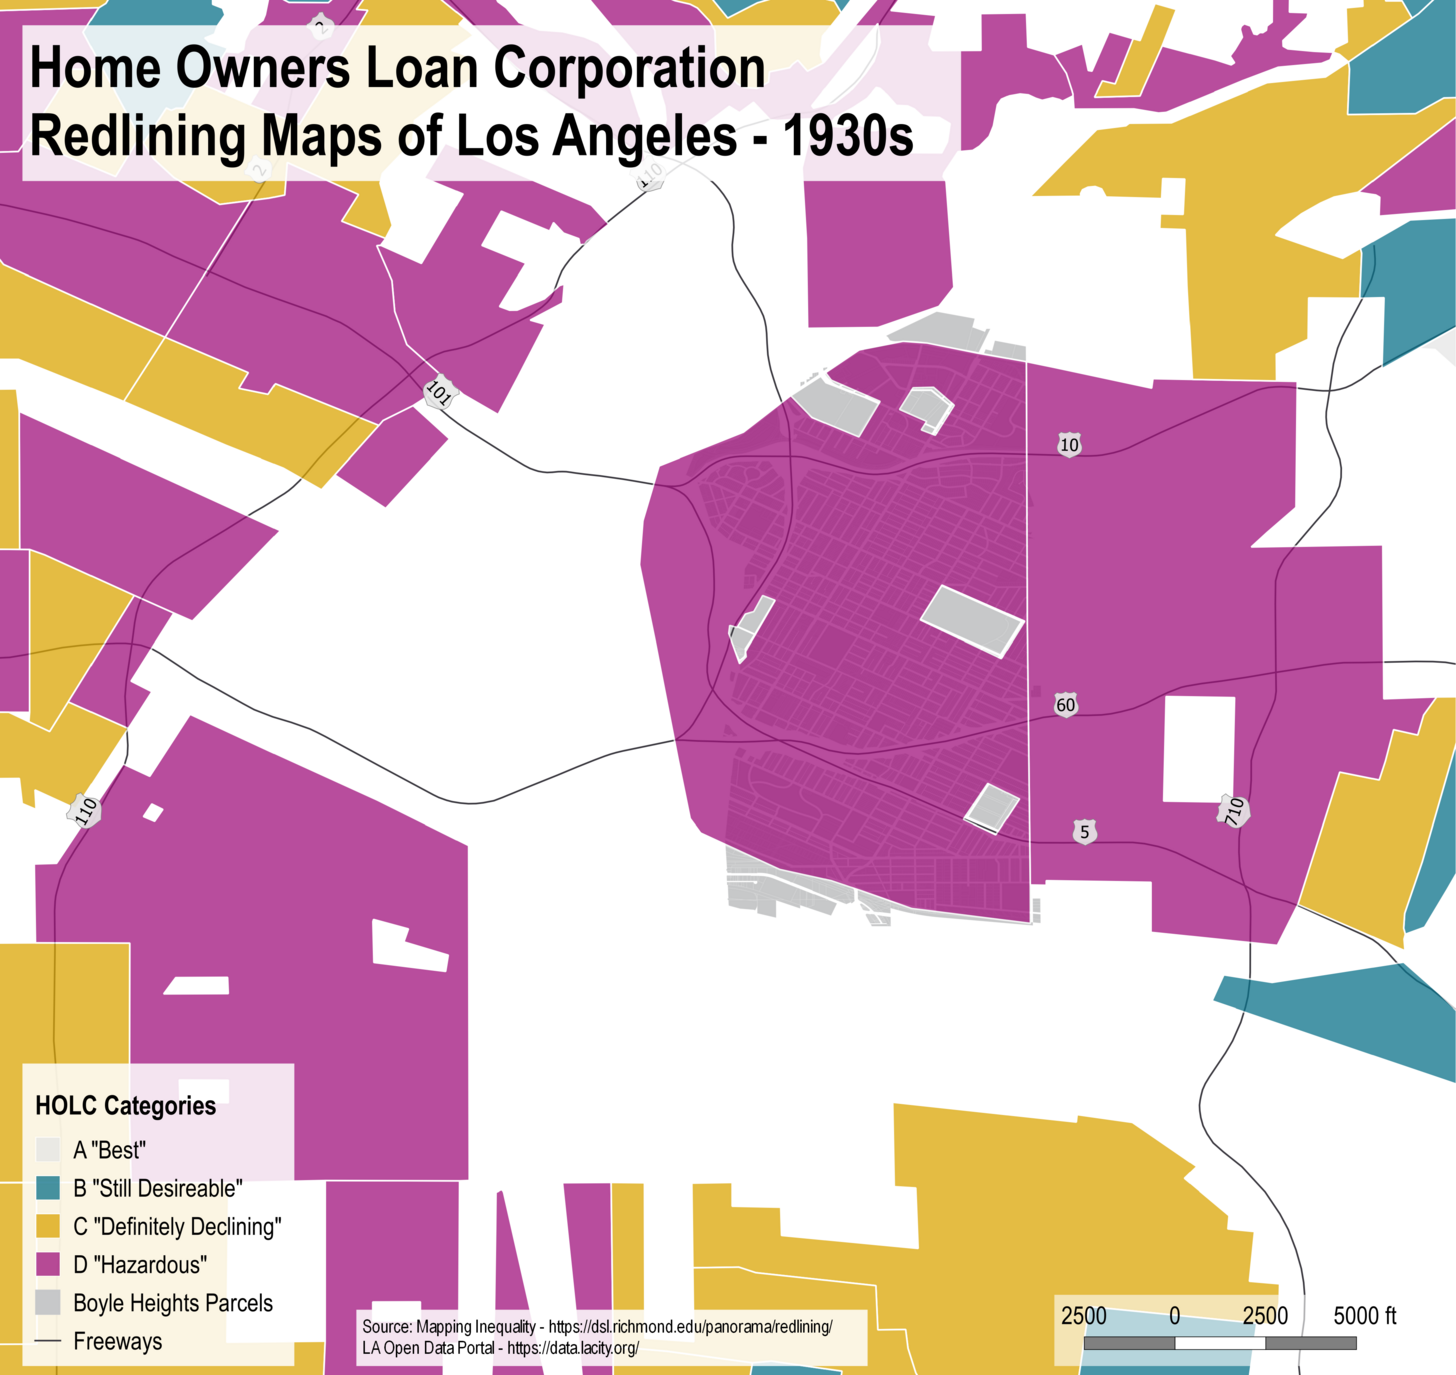 Home Owners Loan Corporation
Redlining Maps of Los Angeles - 1930s
2
2
110
101
10
60
110
710
5
HOLC Categories
A "Best"
B "Still Desireable"
C "Definitely Declining"
D "Hazardous"
Boyle Heights Parcels
Freeways
Source: Mapping Inequality - https://dsl.richmond.edu/panorama/redlining/
LA Open Data Portal - https://data.lacity.org/
2500 0 2500 5000 ft